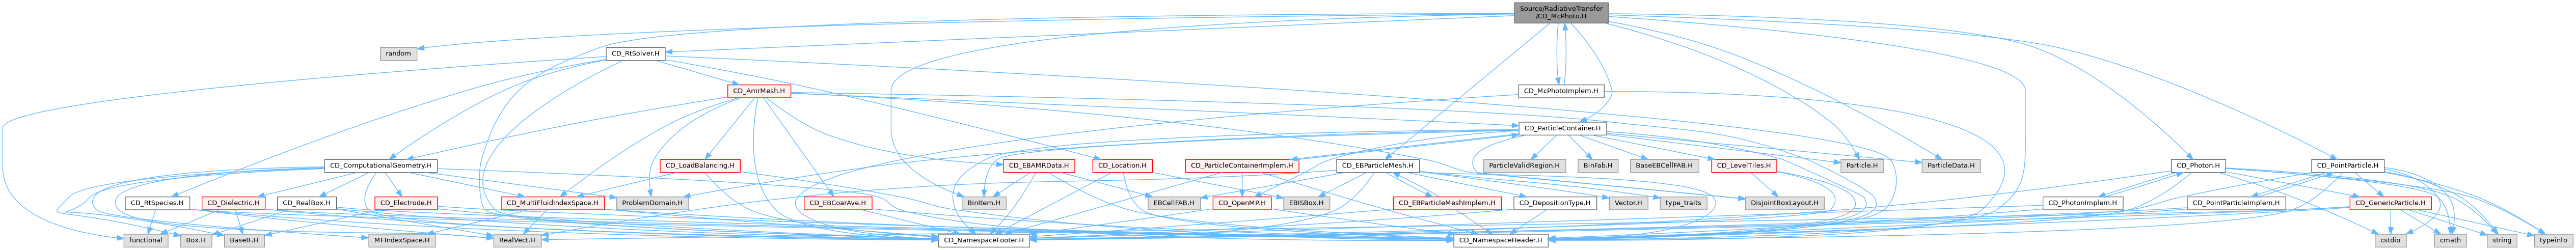 Source/RadiativeTransfer
/CD_McPhoto.H
random
CD_RtSolver.H
CD_AmrMesh.H
CD_McPhotoImplem.H
CD_ParticleContainer.H
CD_ComputationalGeometry.H
CD_LoadBalancing.H
CD_EBAMRData.H
CD_Location.H
CD_ParticleContainerImplem.H
CD_EBParticleMesh.H
ParticleValidRegion.H
BinFab.H
BaseEBCellFAB.H
CD_LevelTiles.H
Particle.H
ParticleData.H
CD_Photon.H
CD_PointParticle.H
CD_RtSpecies.H
CD_Dielectric.H
CD_RealBox.H
CD_Electrode.H
CD_MultiFluidIndexSpace.H
ProblemDomain.H
CD_EBCoarAve.H
BinItem.H
EBCellFAB.H
CD_OpenMP.H
EBISBox.H
CD_EBParticleMeshImplem.H
CD_DepositionType.H
Vector.H
type_traits
DisjointBoxLayout.H
CD_PhotonImplem.H
CD_PointParticleImplem.H
CD_GenericParticle.H
functional
Box.H
BaseIF.H
MFIndexSpace.H
RealVect.H
CD_NamespaceFooter.H
CD_NamespaceHeader.H
cstdio
cmath
string
typeinfo